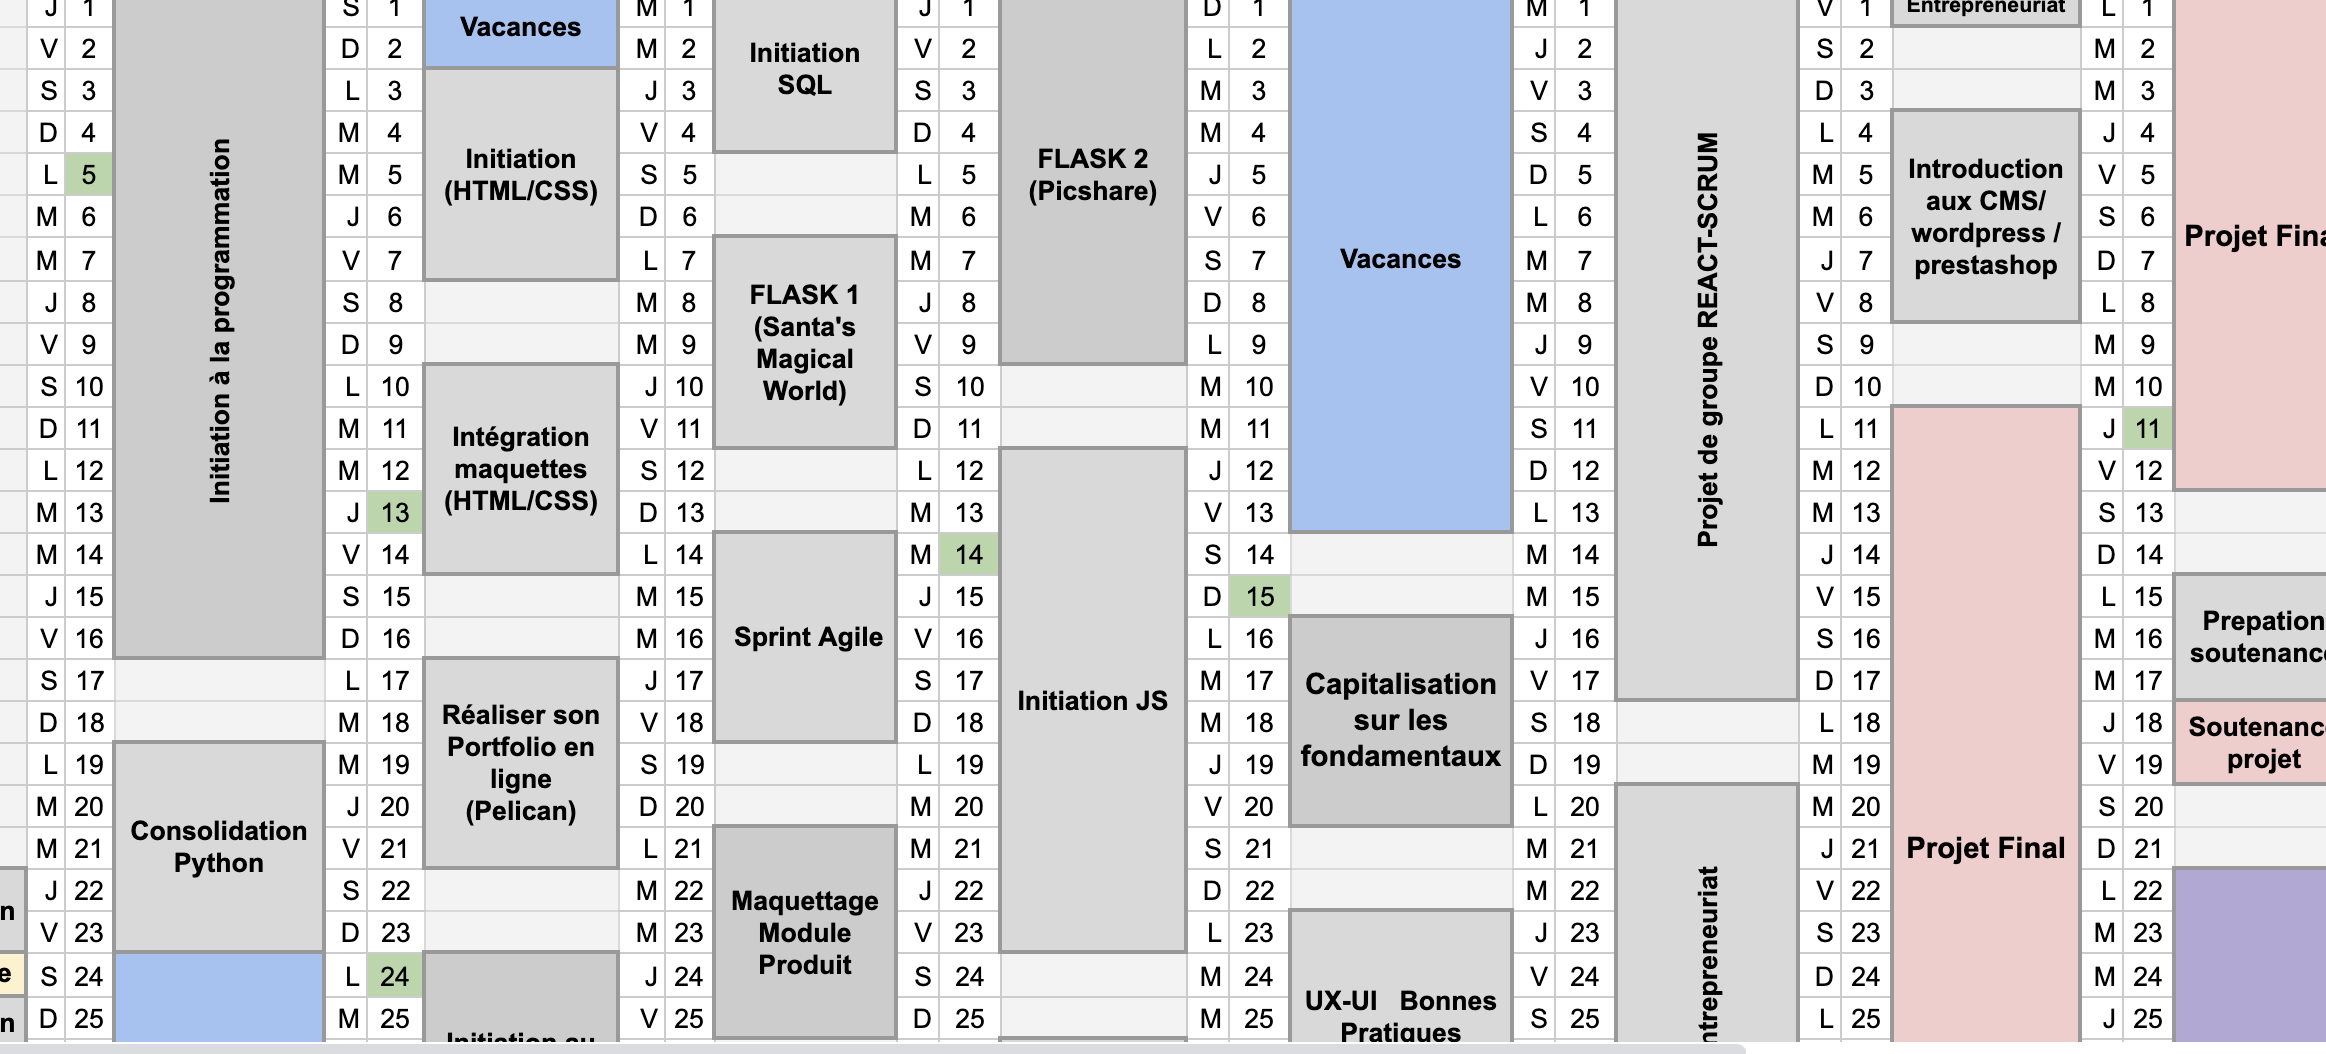 J 1 S 1 Vacances M 1 J 1 D 1 M 1 V 1 Entrepreneuriat L 1
V 2 D 2 M 2 Initiation V 2 L 2 J 2 S 2 M 2
S 3 L 3 J 3 SQL S 3 M 3 V 3 D 3 M 3
D 4 M 4 V 4 D 4 M 4 S 4 L 4 J 4
L 5 M 5 Initiation S 5 L 5 FLASK 2 J 5 D 5 M 5 Introduction V 5
M 6 J 6 (HTML/CSS) D 6 M 6 (Picshare) V 6 L 6 M 6 aux CMS/ S 6
M 7 V 7 L 7 M 7 S 7 Vacances M 7 J 7 wordpress / D 7 Projet
J 8 S 8 M 8 FLASK 1 J 8 D 8 M 8 V 8 prestashop L 8
V 9 D 9 M 9 (Santa's V 9 L 9 J 9 S 9 M 9
S 10 L 10 J 10 Magical S 10 M 10 V 10 D 10 M 10
World)
Initiation à la programmation
Projet de groupe REACT-SCRUM
D 11 M 11 Intégration V 11 D 11 M 11 S 11 L 11 J 11
L 12 M 12 maquettes S 12 L 12 J 12 D 12 M 12 V 12
M 13 J 13 (HTML/CSS) D 13 M 13 V 13 L 13 M 13 S 13
M 14 V 14 L 14 M 14 S 14 M 14 J 14 D 14
J 15 S 15 M 15 J 15 D 15 M 15 V 15 L 15
V 16 D 16 M 16 Sprint Agile V 16 L 16 J 16 S 16 M 16
S 17 L 17 J 17 S 17 Initiation JS M 17 Capitalisation V 17 D 17 M 17
D 18 M 18 Réaliser son V 18 D 18 M 18 sur les S 18 L 18 J 18
L 19 M 19 Portfolio en S 19 L 19 J 19 fondamentaux D 19 M 19 V 19 projet
ligne
M 20 J 20 (Pelican) D 20 M 20 V 20 L 20 M 20 S 20
M 21 Consolidation V 21 L 21 M 21 S 21 M 21 J 21 Projet Final D 21
Python
J 22 S 22 M 22 Maquettage J 22 D 22 M 22 V 22 L 22
V 23 D 23 M 23 Module V 23 L 23 J 23 S 23 M 23
S 24 L 24 J 24 Produit S 24 M 24 V 24 D 24 M 24
D 25 M 25 Initiation au V 25 D 25 M 25 UX-UI Bonnes S 25 L 25 J 25
Pratiques